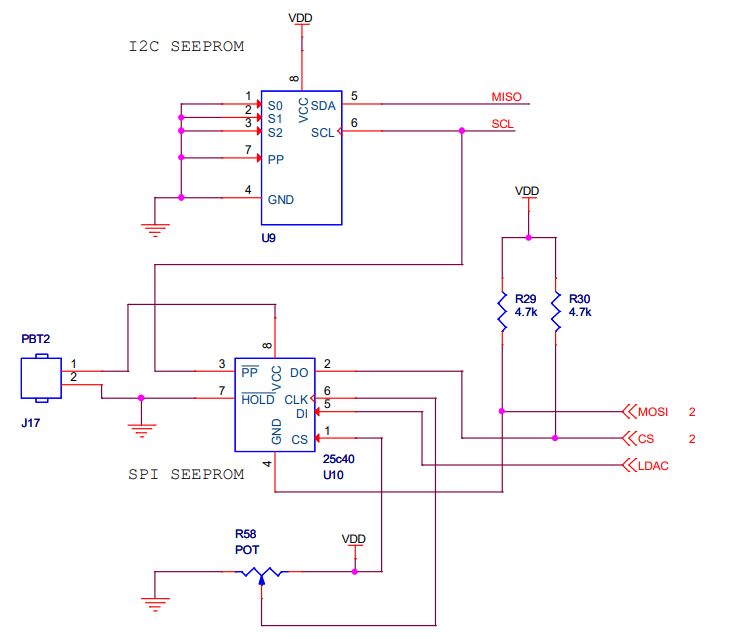 VDD
I2C SEEPROM
8
1 S0 VCC SDA 5 MISO
2 S1
3 S2 SCL 6 SCL
7 PP
4 GND
U9
VDD
R29 R30
4.7k 4.7k
PBT2
1
2
J17
8
3 PP VCC DO 2
7 HOLD CLK 6
DI 5
GND CS 1
4
25c40
U10
SPI SEEPROM
MOSI 2
CS 2
LDAC
R58
POT
VDD